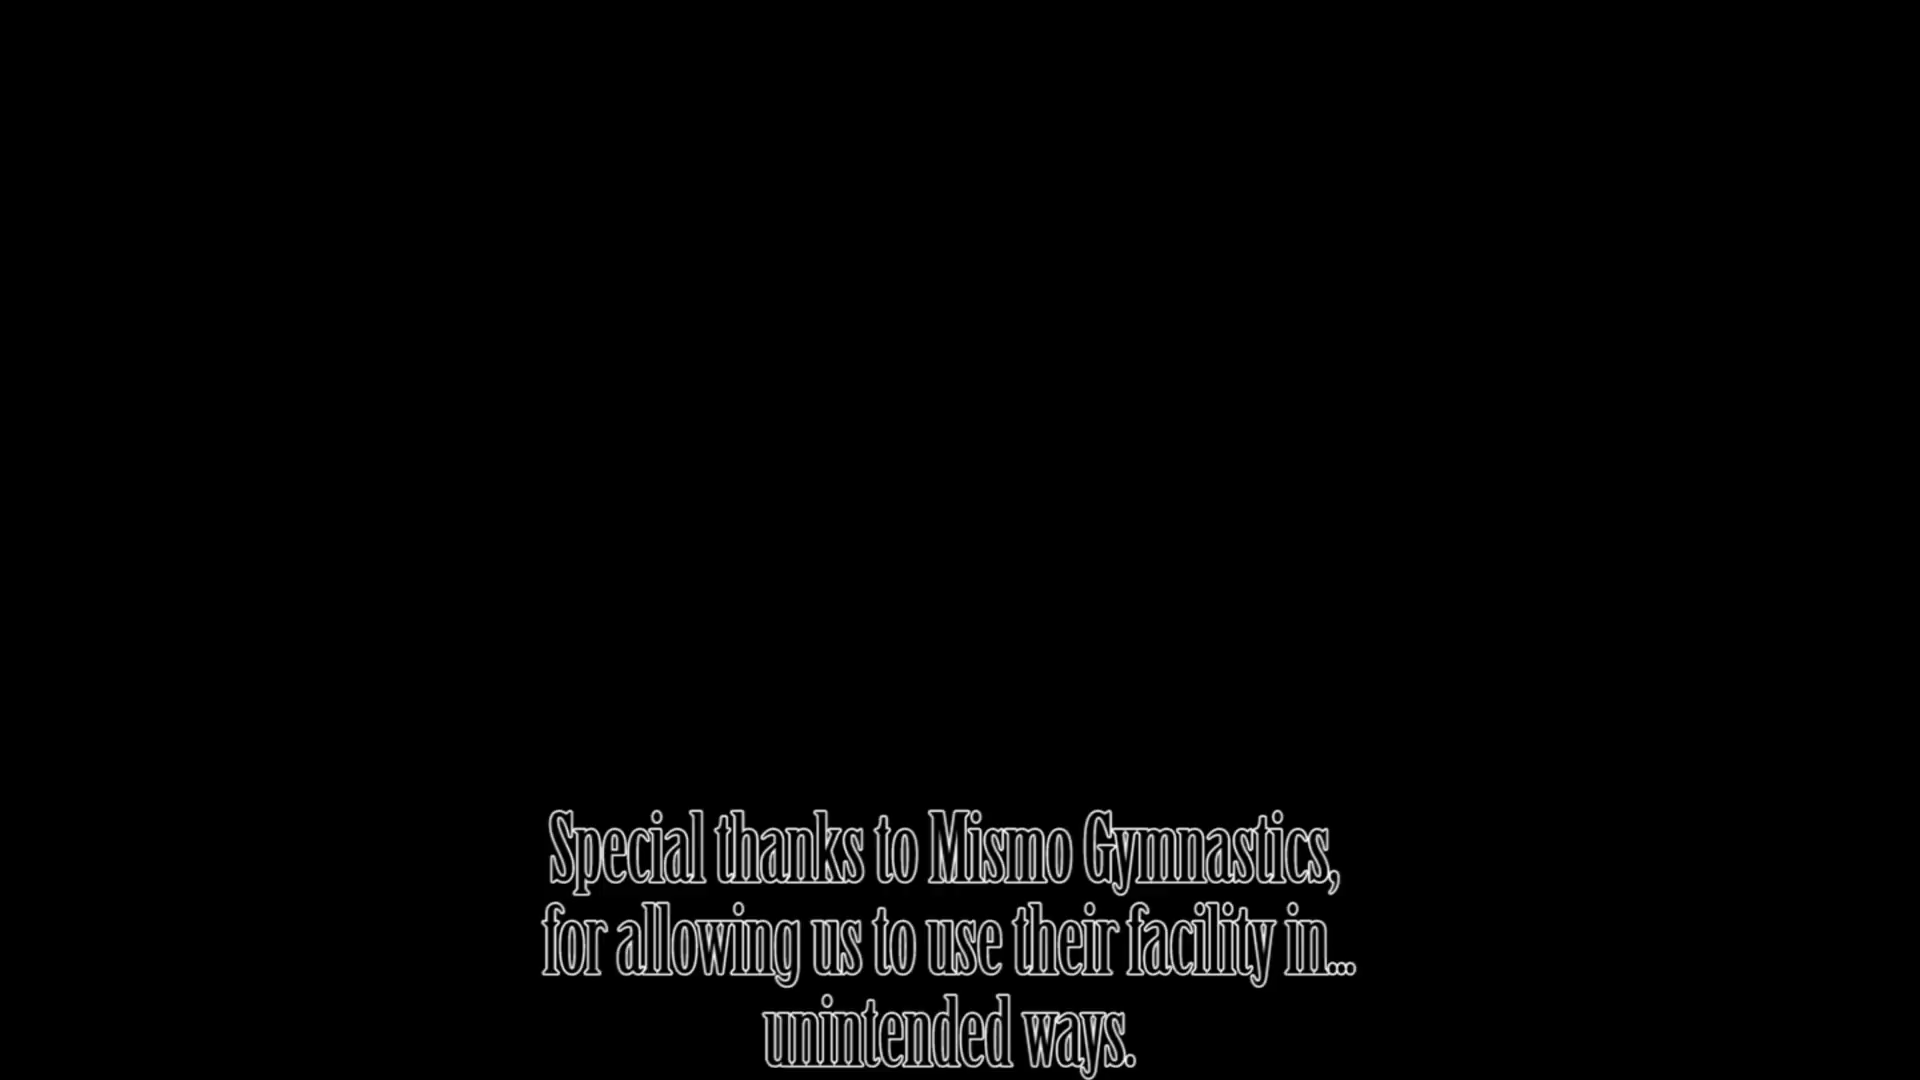 Special thanks to Mismo Gymnastics,
for allowing us to use their facility in...
unintended ways.